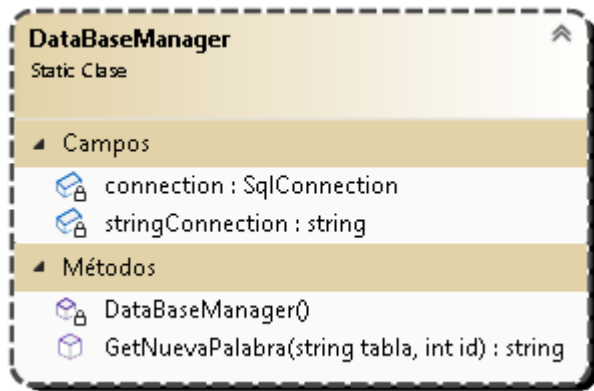 DataBaseManager
Static Clase
Campos
connection : SqlConnection
stringConnection : string
Métodos
DataBaseManager()
GetNuevaPalabra(string tabla, int id) : string